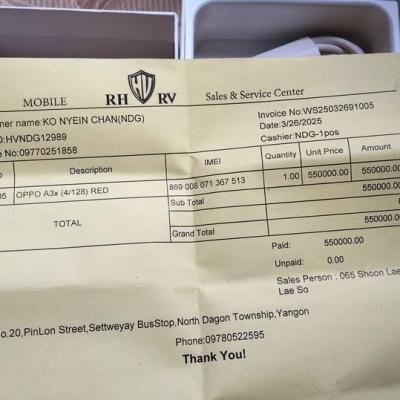 MOBILE RH HV RV Sales & Service Center
mer name:KO NYEIN CHAN(NDG)
ID:HVNDG12989
e No:09770251858
Invoice No:WS25032691005
Date:3/26/2025
Cashier:NDG-1pos
Description IMEI Quantity Unit Price Amount
05 OPPO A3x (4/128) RED 869 008 071 367 513 1.00 550000.00 550000.00
TOTAL
Sub Total
Grand Total
Paid: 550000.00
Unpaid: 0.00
Sales Person : 065 Shoon Lae
Lae So
o.20,PinLon Street,Settweyay BusStop,North Dagon Township,Yangon
Phone:09780522595
Thank You!